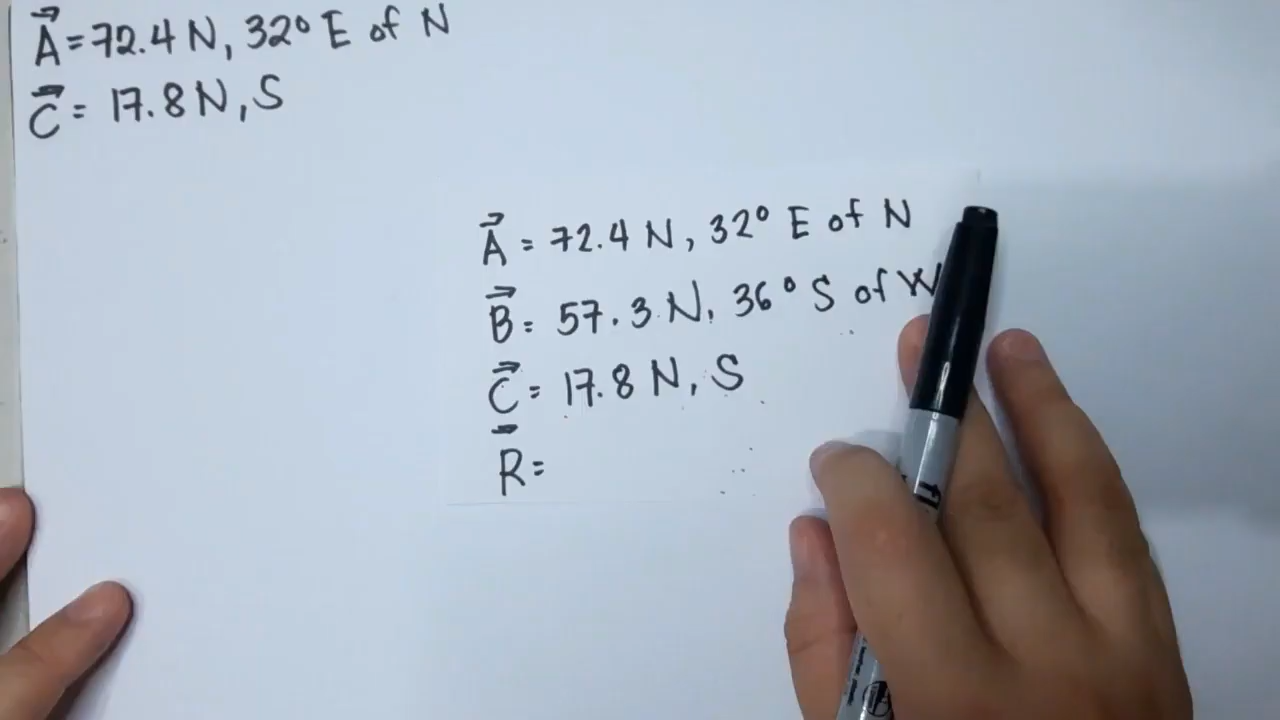 A = 72.4 N, 32° E of N
C = 17.8 N, S
A = 72.4 N, 32° E of N
B = 57.3 N, 36° S of W
C = 17.8 N, S
R =